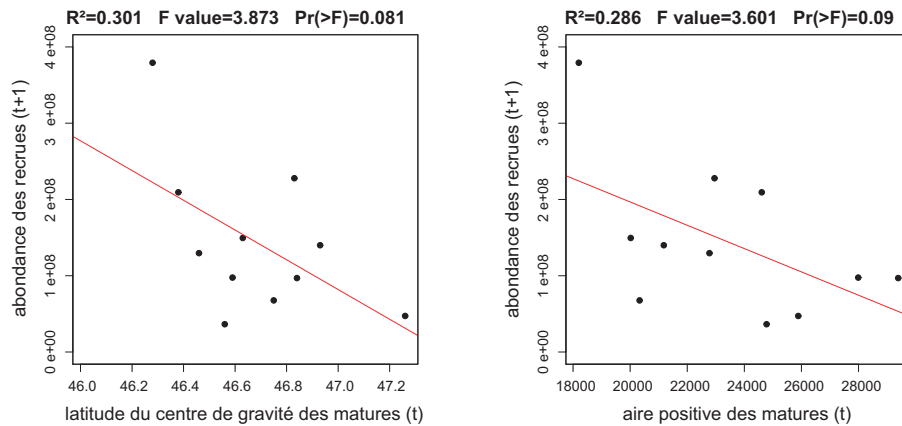 R²=0.301 F value=3.873 Pr(>F)=0.081
abondance des recrues (t+1)
4 e+08
3 e+08
2 e+08
1 e+08
0 e+00
46.0 46.2 46.4 46.6 46.8 47.0 47.2
latitude du centre de gravité des matures (t)
R²=0.286 F value=3.601 Pr(>F)=0.09
abondance des recrues (t+1)
4 e+08
3 e+08
2 e+08
1 e+08
0 e+00
18000 20000 22000 24000 26000 28000
aire positive des matures (t)